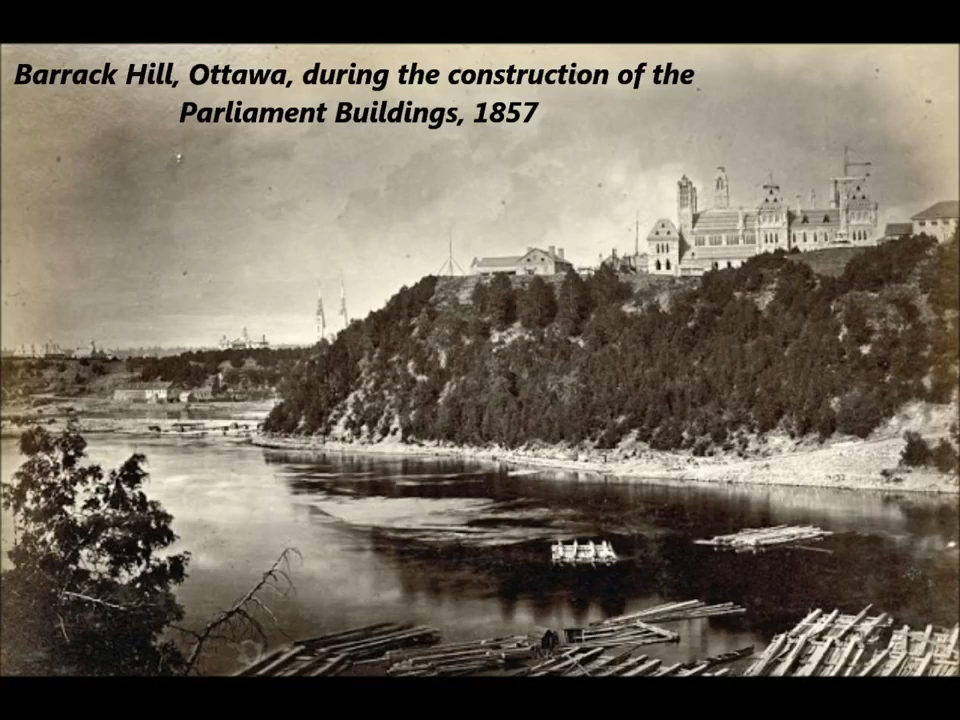 Barrack Hill, Ottawa, during the construction of the
Parliament Buildings, 1857